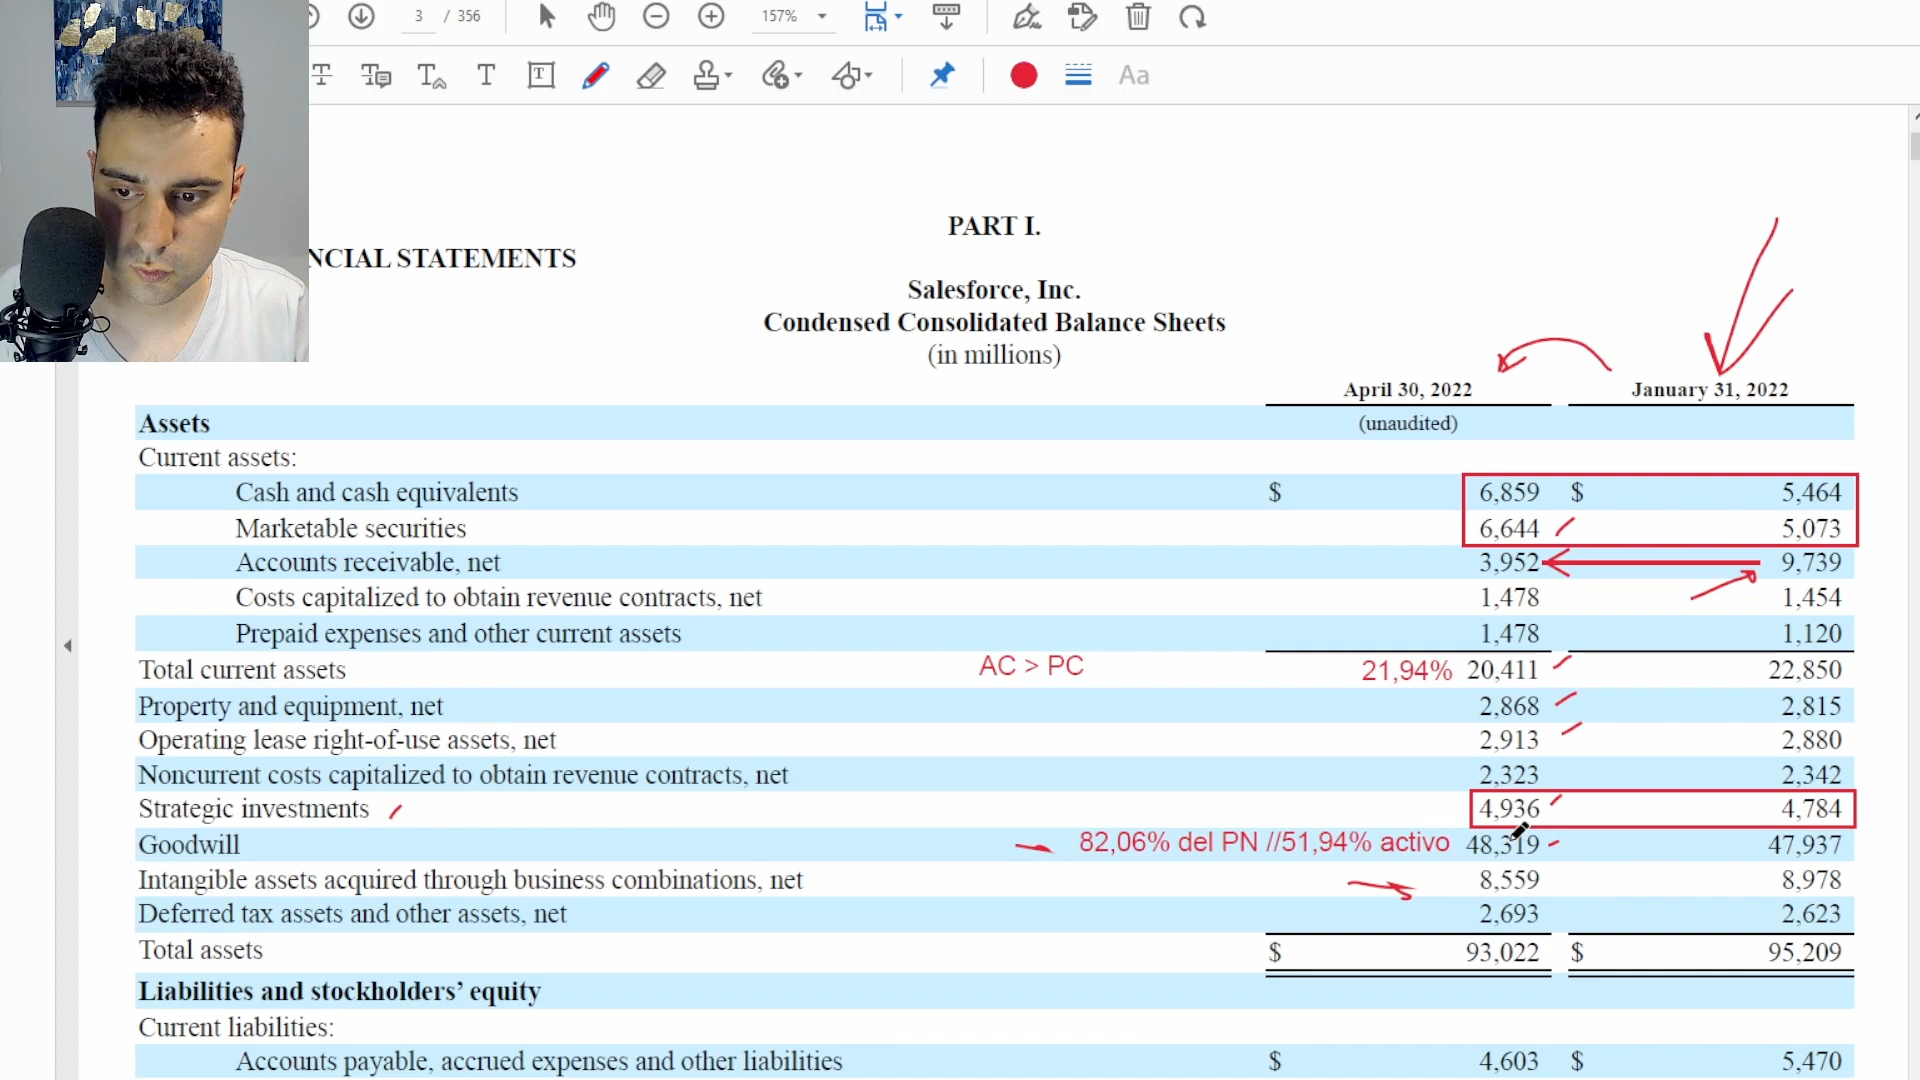 3 / 356 157%
T T T T T Aa
PART I.
NCIAL STATEMENTS
Salesforce, Inc.
Condensed Consolidated Balance Sheets
(in millions)
April 30, 2022 January 31, 2022
Assets (unaudited)
Current assets:
Cash and cash equivalents $ 6,859 $ 5,464
Marketable securities 6,644 5,073
Accounts receivable, net 3,952 9,739
Costs capitalized to obtain revenue contracts, net 1,478 1,454
Prepaid expenses and other current assets 1,478 1,120
Total current assets AC > PC 21,94% 20,411 22,850
Property and equipment, net 2,868 2,815
Operating lease right-of-use assets, net 2,913 2,880
Noncurrent costs capitalized to obtain revenue contracts, net 2,323 2,342
Strategic investments 4,936 4,784
Goodwill 82,06% del PN //51,94% activo 48,319 47,937
Intangible assets acquired through business combinations, net 8,559 8,978
Deferred tax assets and other assets, net 2,693 2,623
Total assets $ 93,022 $ 95,209
Liabilities and stockholders’ equity
Current liabilities:
Accounts payable, accrued expenses and other liabilities $ 4,603 $ 5,470